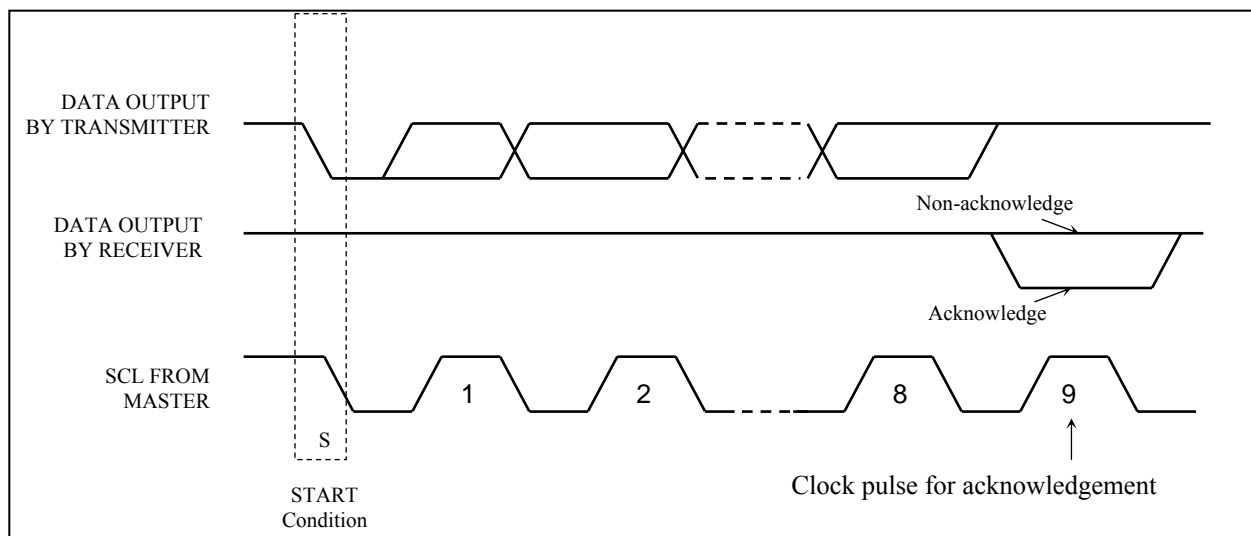 DATA OUTPUT
BY TRANSMITTER
Non-acknowledge
DATA OUTPUT
BY RECEIVER
Acknowledge
SCL FROM
MASTER
1
2
8
9
S
START
Condition
Clock pulse for acknowledgement